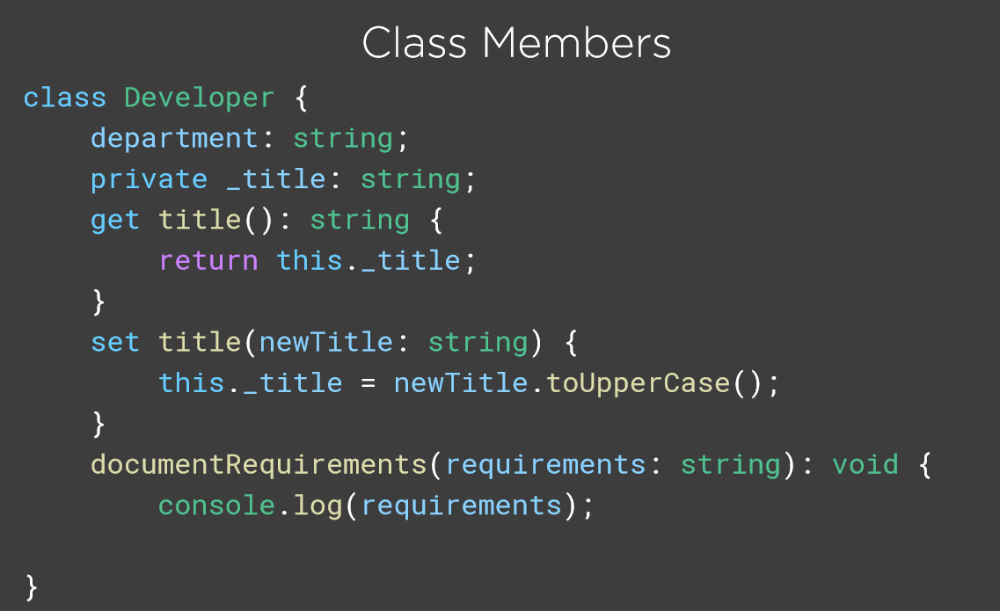 Class Members
class Developer {
    department: string;
    private _title: string;
    get title(): string {
        return this._title;
    }
    set title(newTitle: string) {
        this._title = newTitle.toUpperCase();
    }
    documentRequirements(requirements: string): void {
        console.log(requirements);
}